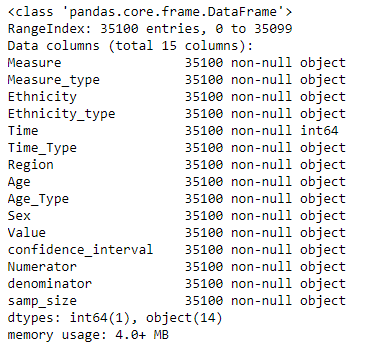 <class 'pandas.core.frame.DataFrame'>
RangeIndex: 35100 entries, 0 to 35099
Data columns (total 15 columns):
Measure                35100 non-null object
Measure_type           35100 non-null object
Ethnicity              35100 non-null object
Ethnicity_type         35100 non-null object
Time                   35100 non-null int64
Time_Type              35100 non-null object
Region                 35100 non-null object
Age                    35100 non-null object
Age_Type               35100 non-null object
Sex                    35100 non-null object
Value                  35100 non-null object
confidence_interval    35100 non-null object
Numerator              35100 non-null object
denominator            35100 non-null object
samp_size              35100 non-null object
dtypes: int64(1), object(14)
memory usage: 4.0+ MB